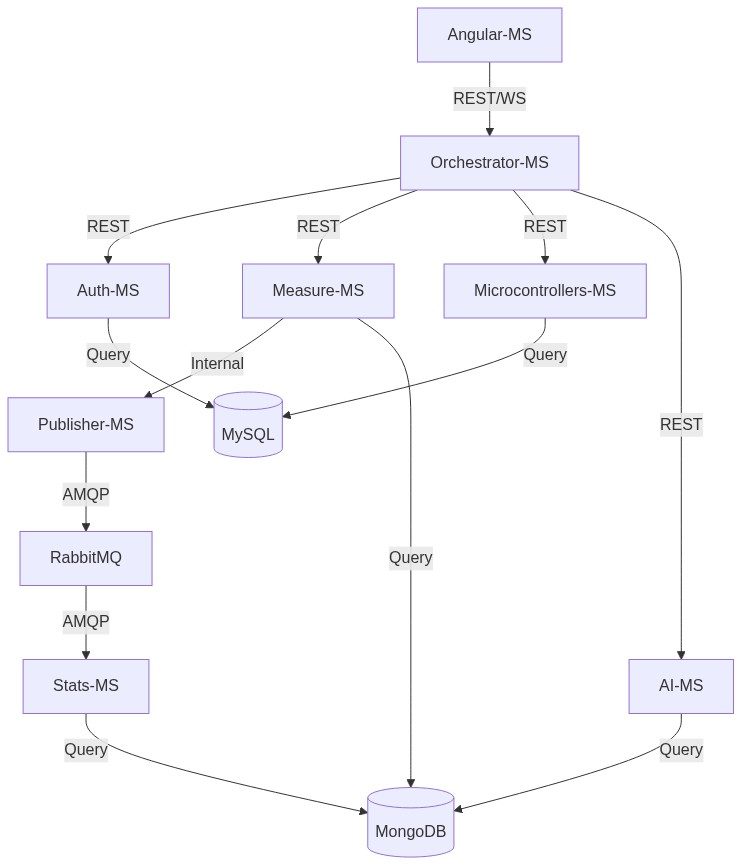 Angular-MS
REST/WS
Orchestrator-MS
REST
REST
REST
Auth-MS
Measure-MS
Microcontrollers-MS
Query
Internal
Query
Publisher-MS
MySQL
REST
AMQP
RabbitMQ
Query
AMQP
Stats-MS
AI-MS
Query
Query
MongoDB